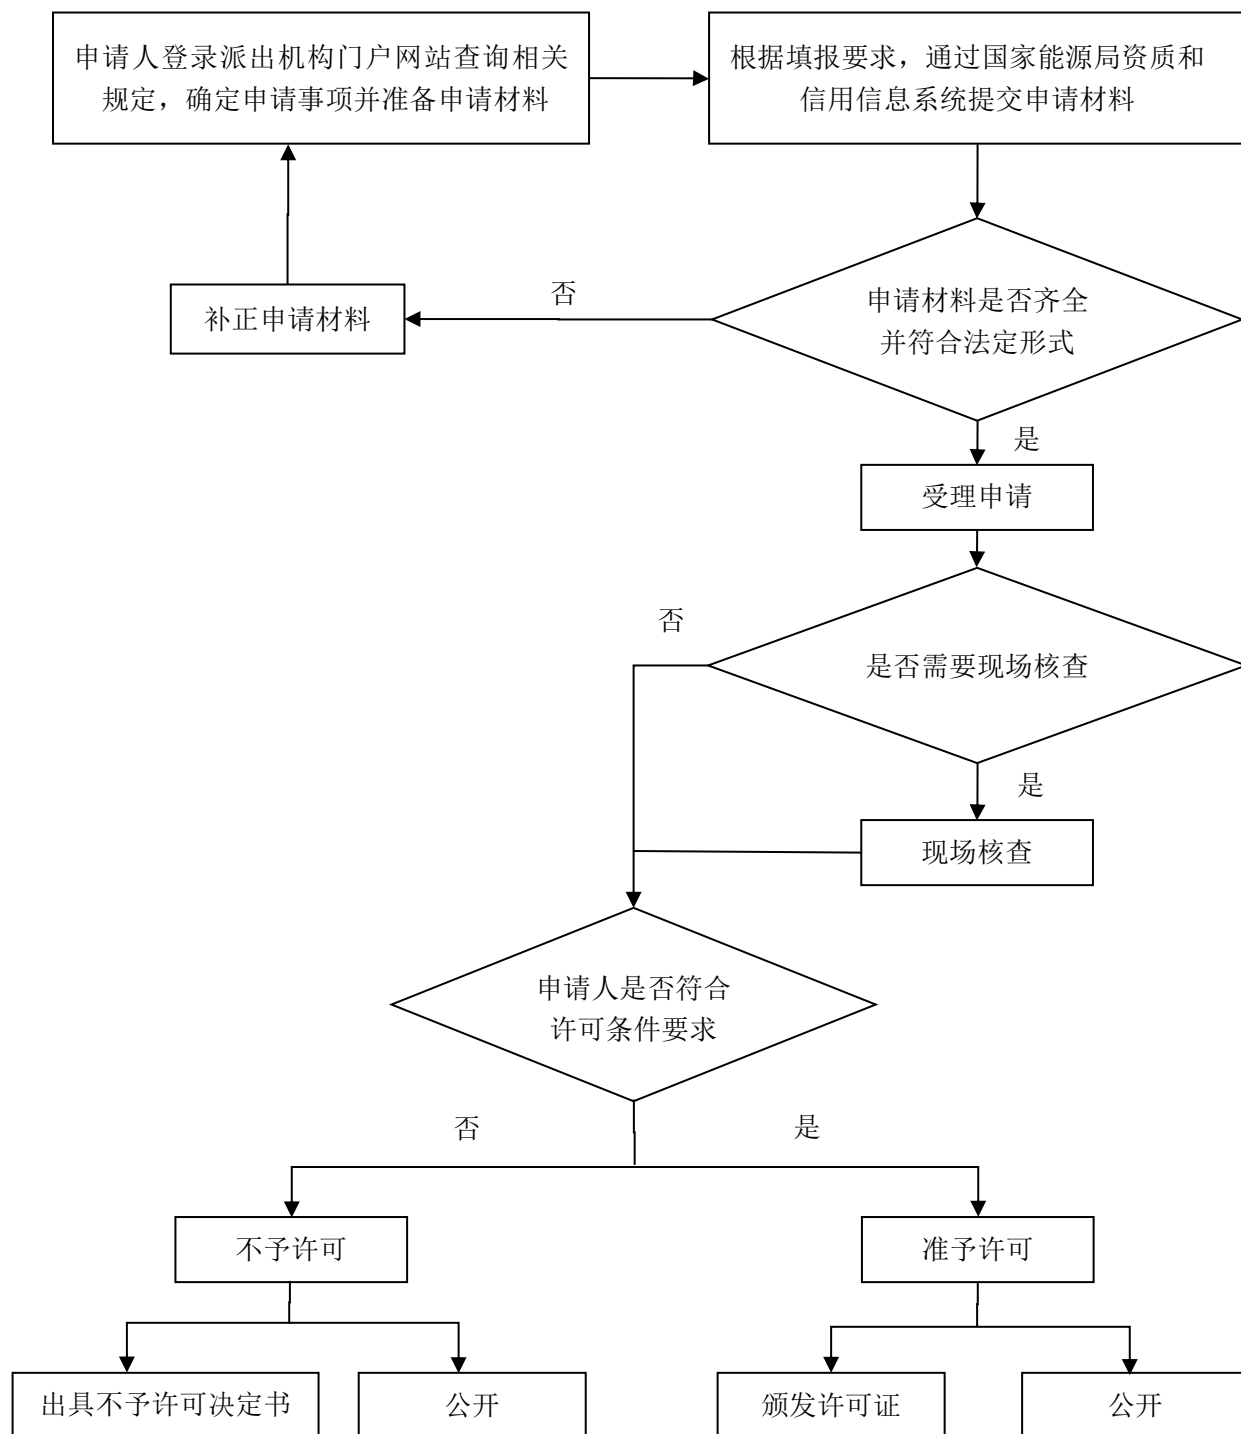 申请人登录派出机构门户网站查询相关
规定，确定申请事项并准备申请材料
根据填报要求，通过国家能源局资质和
信用信息系统提交申请材料
否
补正申请材料
申请材料是否齐全
并符合法定形式
是
受理申请
否
是否需要现场核查
是
现场核查
申请人是否符合
许可条件要求
否
是
不予许可
准予许可
出具不予许可决定书
公开
颁发许可证
公开